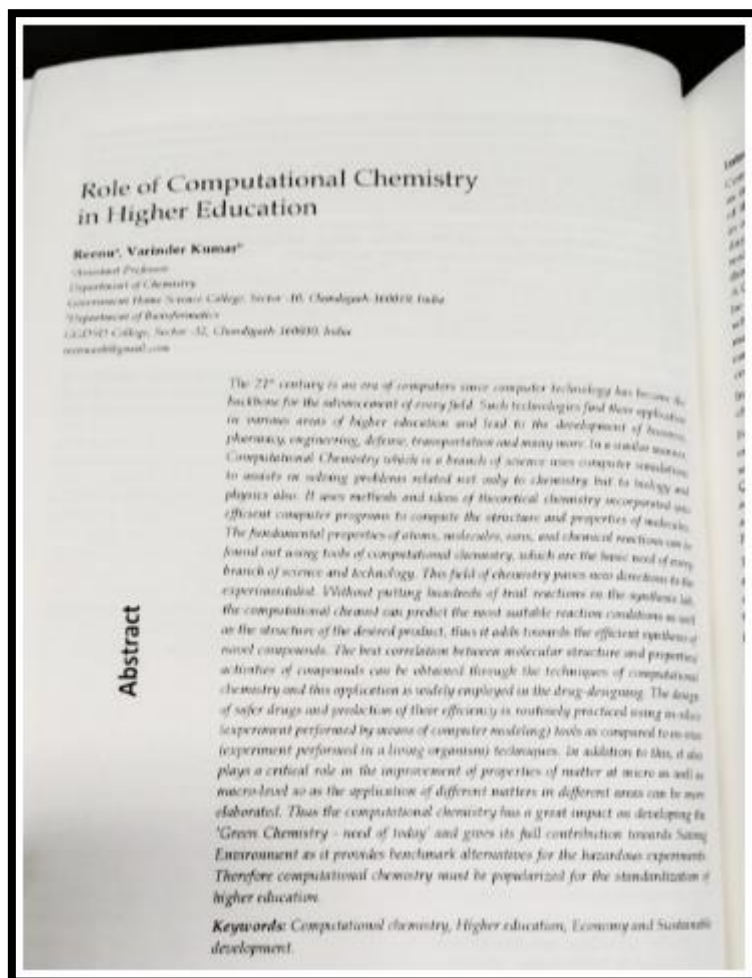 Role of Computational Chemistry
in Higher Education
Reenu, Varinder Kumar
Assistant Professor
Department of Chemistry
Government Home Science College, Sector -10, Chandigarh 160010, India
Department of Bioinformatics
GGDSD College, Sector -32, Chandigarh 160030, India
Abstract
The 21st century is an era of computers since computer technology has become the
backbone for the advancement of every field. Such technologies find their application
in various areas of higher education and lead to the development of business,
pharmacy, engineering, defense, transportation and many more. In a similar manner,
Computational Chemistry which is a branch of science uses computer simulations
to assists in solving problems related not only to chemistry but to biology and
physics also. It uses methods and ideas of theoretical chemistry incorporated into
efficient computer programs to compute the structure and properties of molecules.
The fundamental properties of atoms, molecules, ions, and chemical reactions can be
found out using tools of computational chemistry, which are the basic need of every
branch of science and technology. This field of chemistry paves new directions to the
experimentalist. Without putting hundreds of trail reactions in the synthesis lab,
the computational chemist can predict the most suitable reaction conditions as well
as the structure of the desired product, thus it adds towards the efficient synthesis of
novel compounds. The best correlation between molecular structure and properties/
activities of compounds can be obtained through the techniques of computational
chemistry and this application is widely employed in the drug-designing. The design
of safer drugs and prediction of their efficiency is routinely practiced using in-silico
(experiment performed by means of computer modeling) tools as compared to in-vivo
(experiment performed in a living organism) techniques. In addition to this, it also
plays a critical role in the improvement of properties of matter at micro as well as
macro-level so as the application of different matters in different areas can be more
elaborated. Thus the computational chemistry has a great impact on developing the
'Green Chemistry - need of today' and gives its full contribution towards Saving
Environment as it provides benchmark alternatives for the hazardous experiments.
Therefore computational chemistry must be popularized for the standardization of
higher education.
Keywords: Computational chemistry, Higher education, Economy and Sustainable
development.